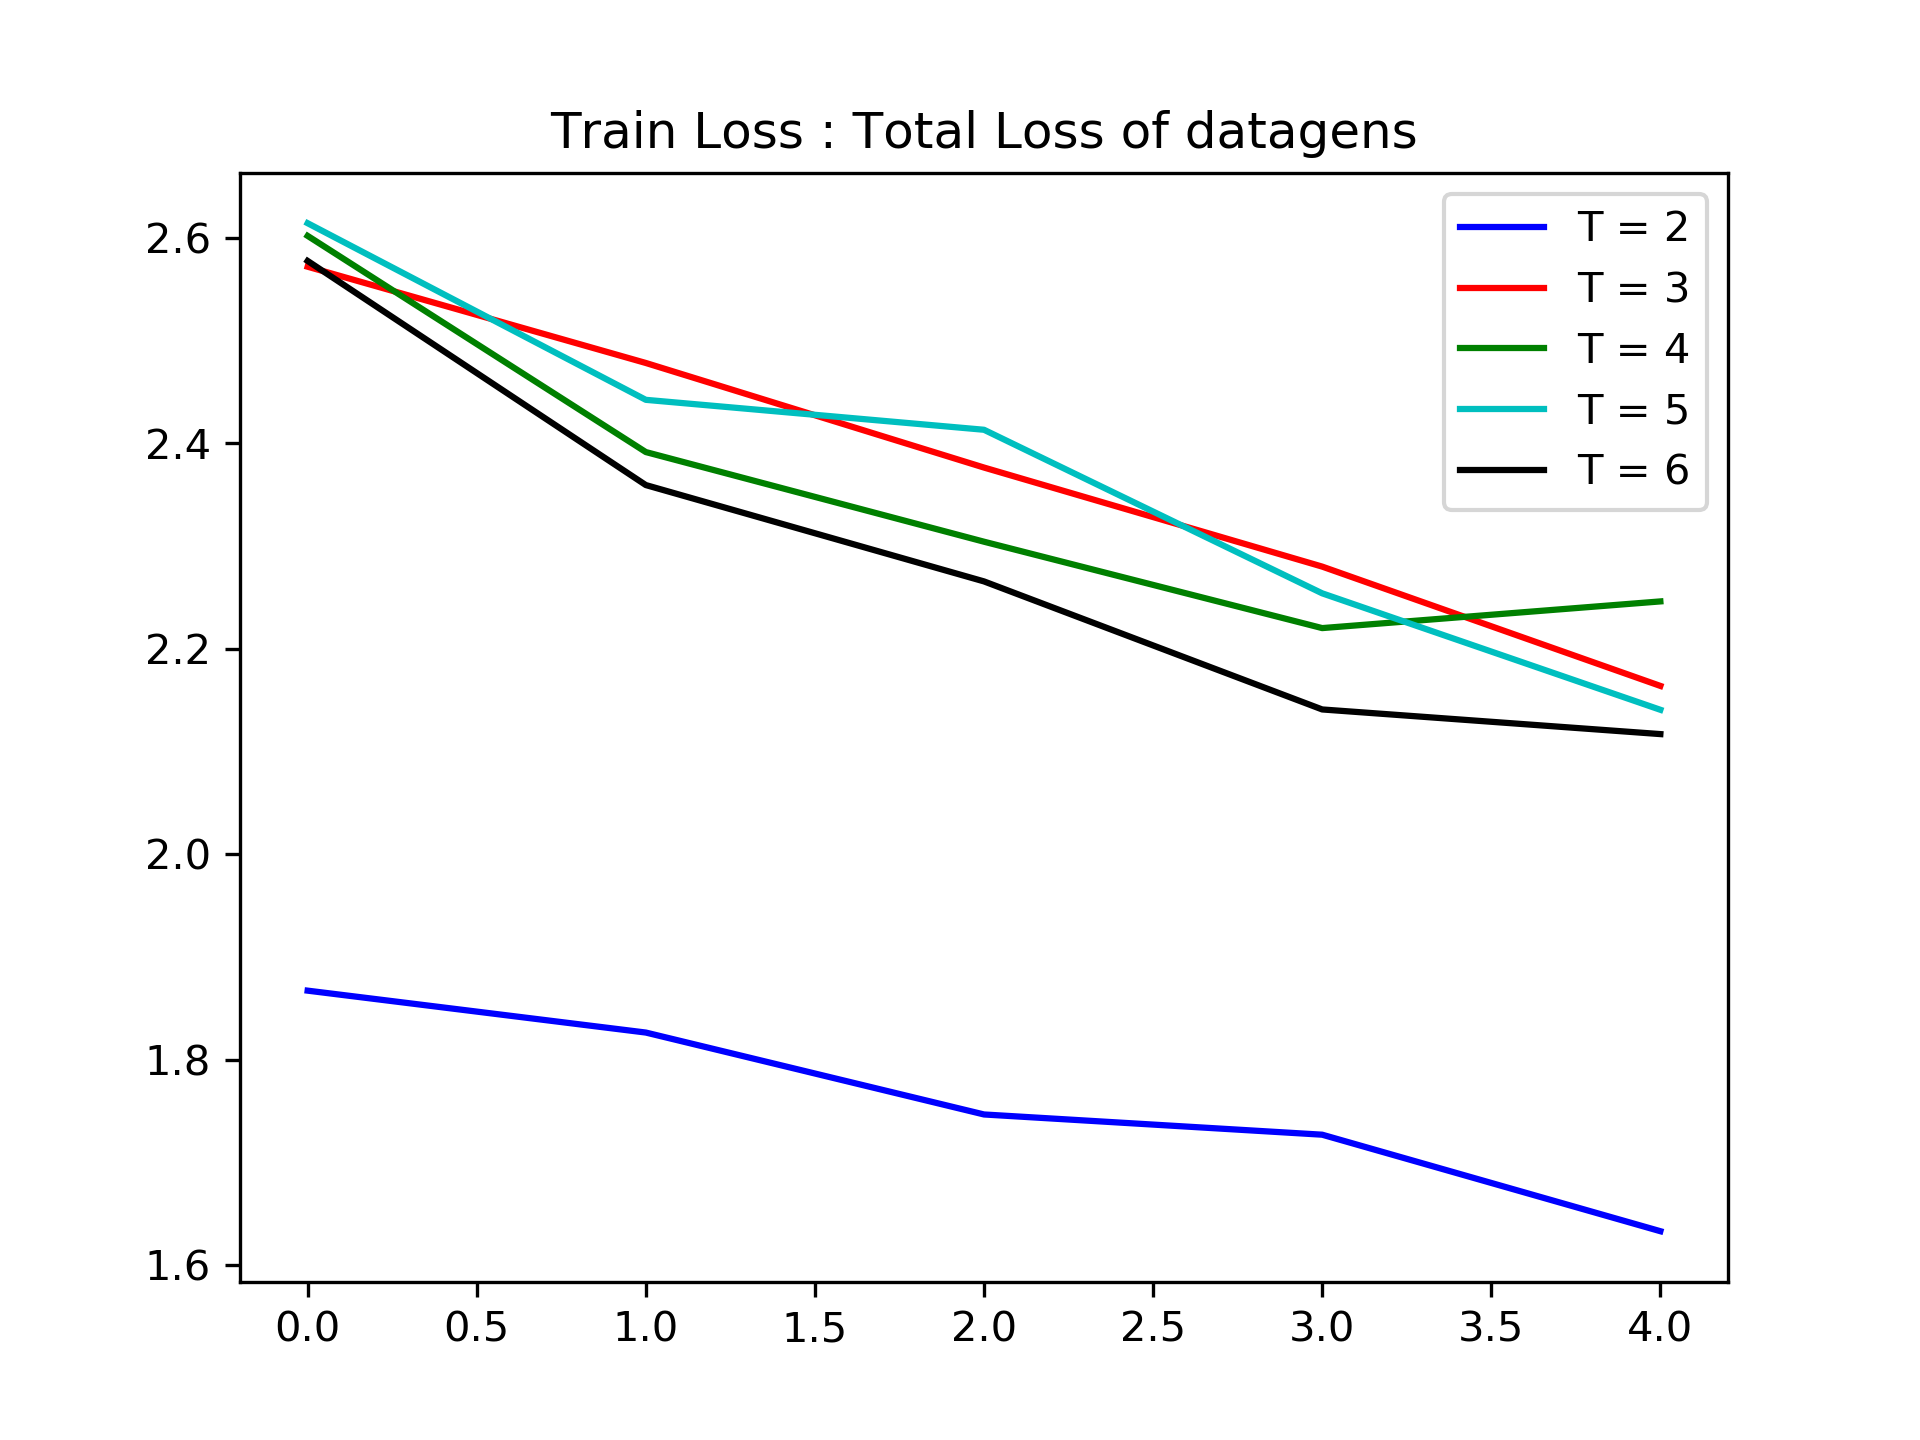 Train Loss : Total Loss of datagens
T = 2
T = 3
T = 4
T = 5
T = 6
2.6
2.4
2.2
2.0
1.8
1.6
0.0 0.5 1.0 1.5 2.0 2.5 3.0 3.5 4.0